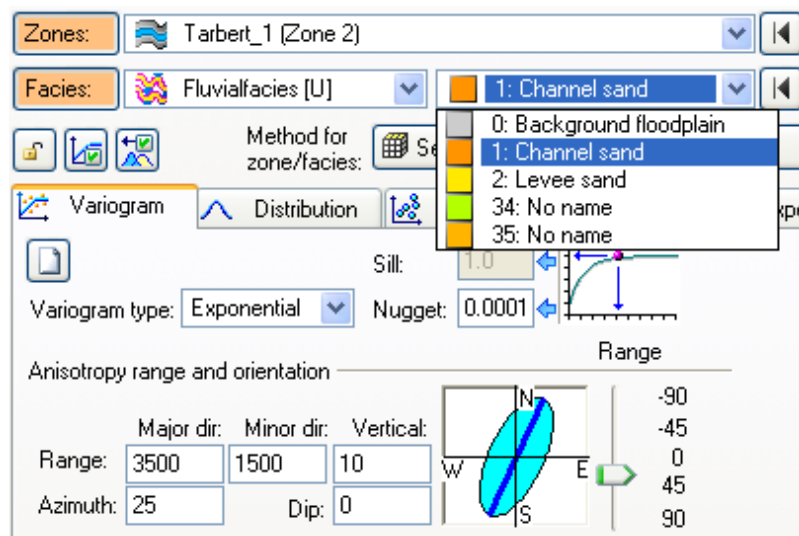 Zones: Tarbert_1 (Zone 2)
Facies: Fluvialfacies [U] 1: Channel sand
0: Background floodplain
1: Channel sand
2: Levee sand
34: No name
35: No name
Method for
zone/facies:
Variogram Distribution
Sill: 1.0
Variogram type: Exponential Nugget: 0.0001
Range
Anisotropy range and orientation
Major dir: Minor dir: Vertical:
Range: 3500 1500 10
Azimuth: 25 Dip: 0
N
W E
S
-90
-45
0
45
90